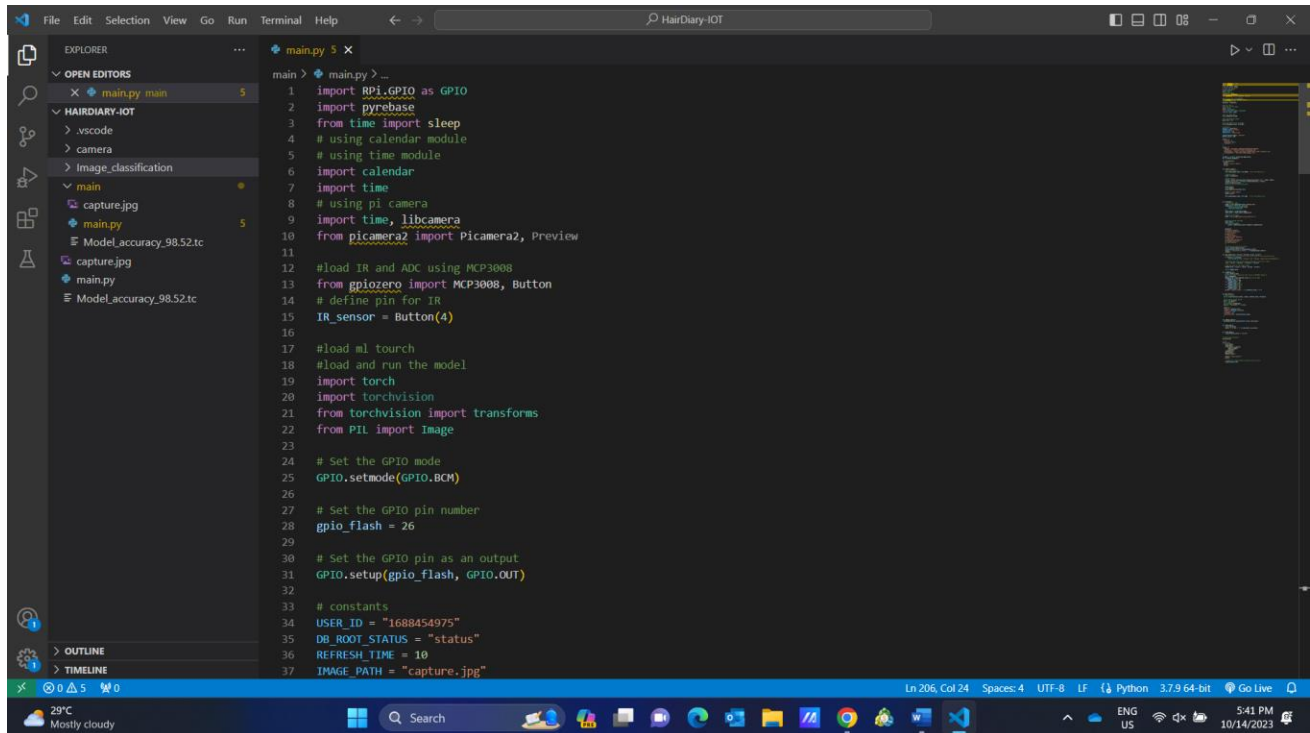 File Edit Selection View Go Run Terminal Help
HairDiary-IOT
EXPLORER
OPEN EDITORS
main.py main 5
HAIRDIARY-IOT
.vscode
camera
Image_classification
main
capture.jpg
main.py 5
Model_accuracy_98.52.tc
capture.jpg
main.py
Model_accuracy_98.52.tc
OUTLINE
TIMELINE
main.py 5
main > main.py > ...
1 import RPi.GPIO as GPIO
2 import pyrebase
3 from time import sleep
4 # using calendar module
5 # using time module
6 import calendar
7 import time
8 # using pi camera
9 import time, libcamera
10 from picamera2 import Picamera2, Preview
11
12 #load IR and ADC using MCP3008
13 from gpiozero import MCP3008, Button
14 # define pin for IR
15 IR_sensor = Button(4)
16
17 #load ml tourch
18 #load and run the model
19 import torch
20 import torchvision
21 from torchvision import transforms
22 from PIL import Image
23
24 # Set the GPIO mode
25 GPIO.setmode(GPIO.BCM)
26
27 # Set the GPIO pin number
28 gpio_flash = 26
29
30 # Set the GPIO pin as an output
31 GPIO.setup(gpio_flash, GPIO.OUT)
32
33 # constants
34 USER_ID = "1688454975"
35 DB_ROOT_STATUS = "status"
36 REFRESH_TIME = 10
37 IMAGE_PATH = "capture.jpg"
0 5 0
Ln 206, Col 24 Spaces: 4 UTF-8 LF Python 3.7.9 64-bit Go Live
29°C
Mostly cloudy
Search
ENG
US
5:41 PM
10/14/2023